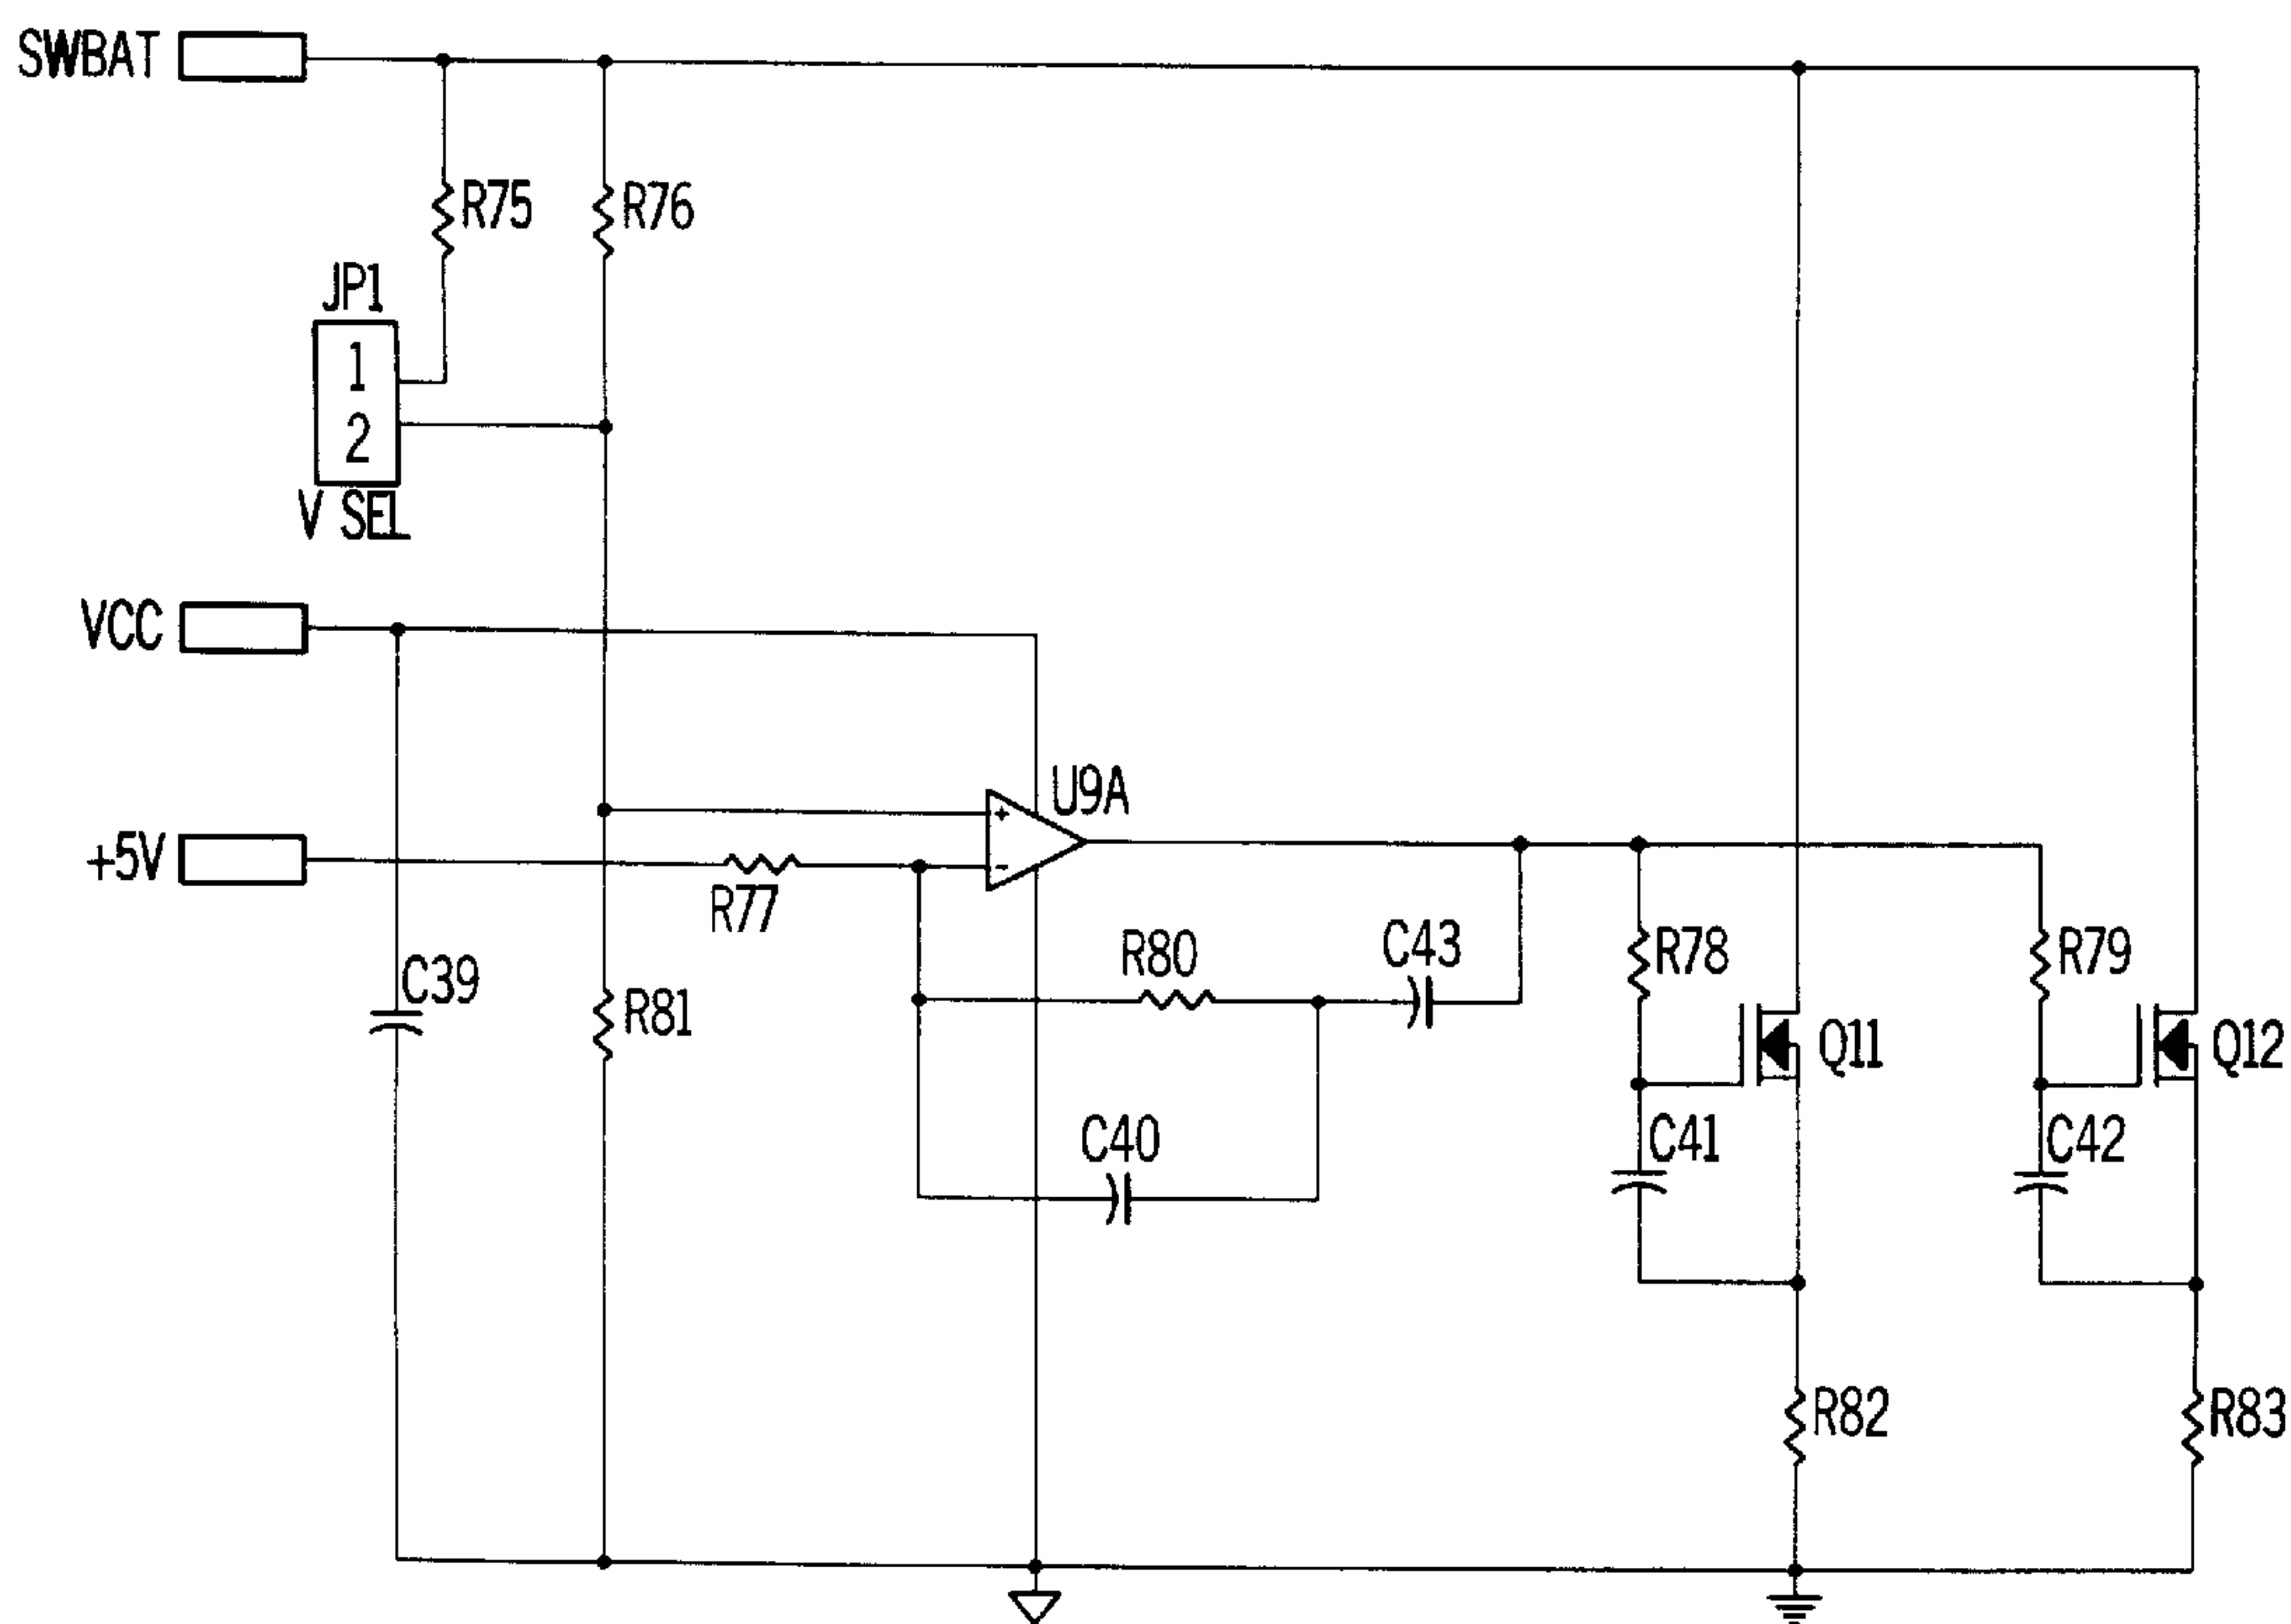 SWBAT
R75
R76
JP1
1
2
V SEL
VCC
U9A
+5V
R77
C39
R81
R80
C43
R78
R79
Q11
Q12
C40
C41
C42
R82
R83
+
-